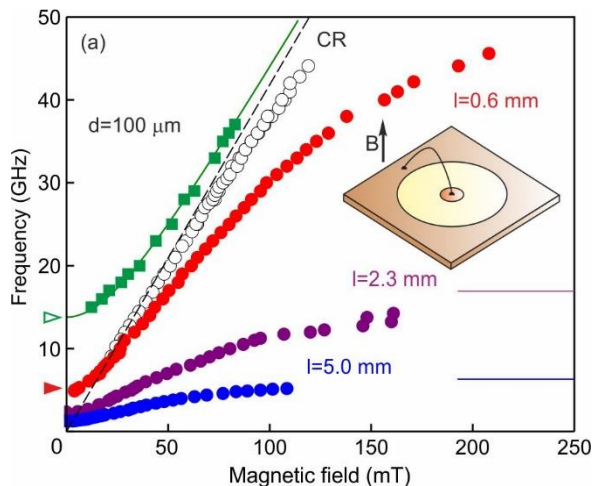 50
(a)
CR
40
d=100 μm
l=0.6 mm
B
30
Frequency (GHz)
20
l=2.3 mm
10
l=5.0 mm
0
50
100
150
200
250
Magnetic field (mT)